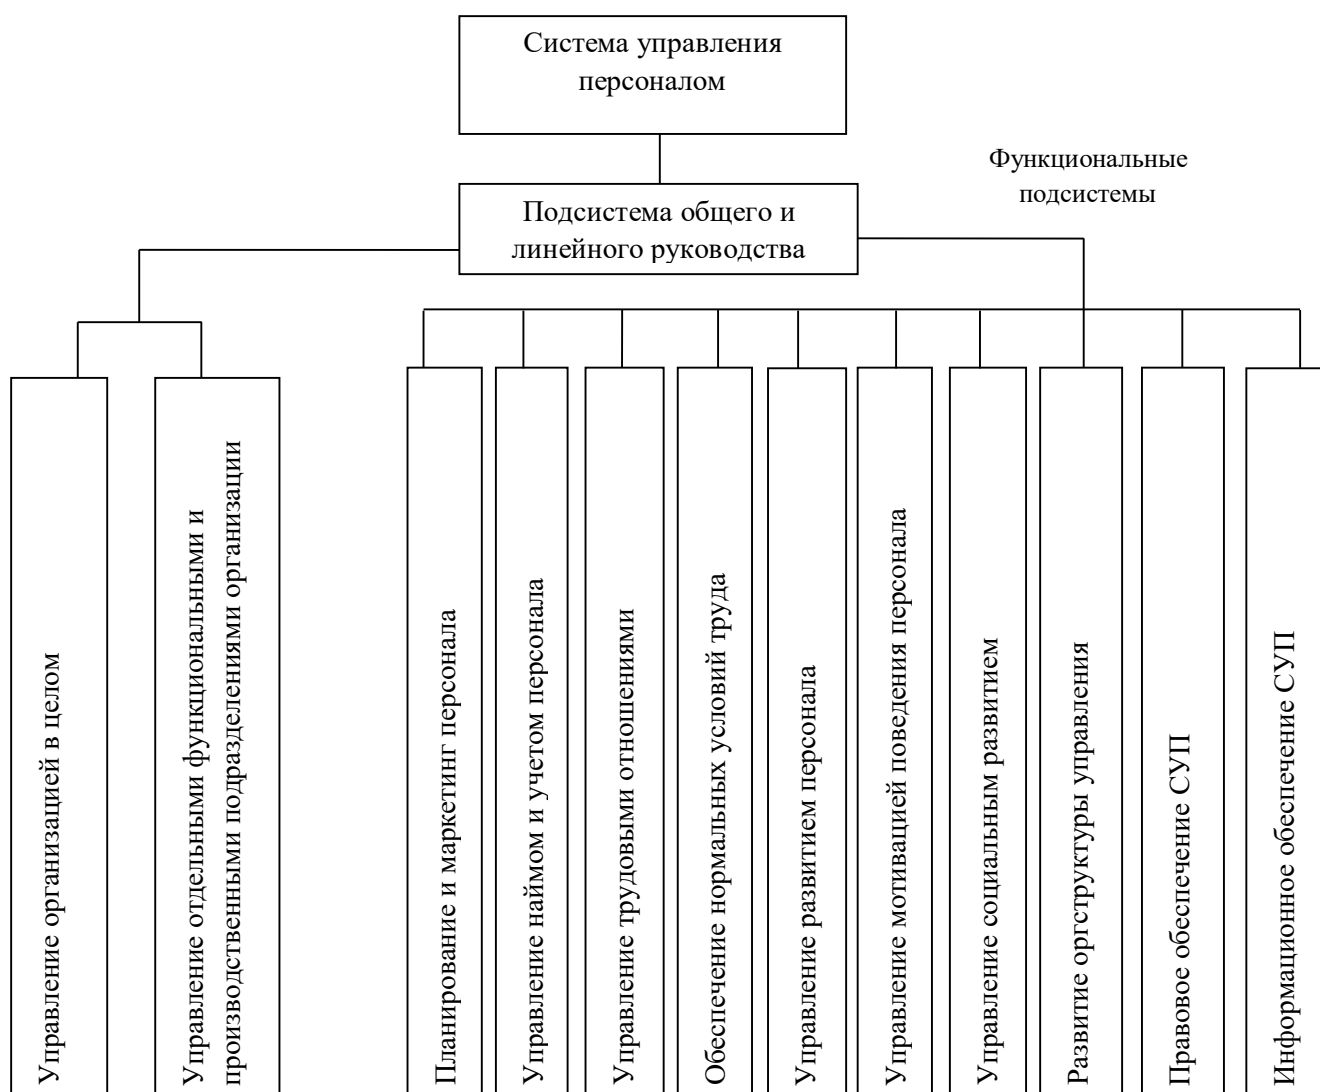 Система управления
персоналом
Функциональные
подсистемы
Подсистема общего и
линейного руководства
Управление организацией в целом
Управление отдельными функциональными и
производственными подразделениями организации
Планирование и маркетинг персонала
Управление наймом и учетом персонала
Управление трудовыми отношениями
Обеспечение нормальных условий труда
Управление развитием персонала
Управление мотивацией поведения персонала
Управление социальным развитием
Развитие оргструктуры управления
Правовое обеспечение СУП
Информационное обеспечение СУП